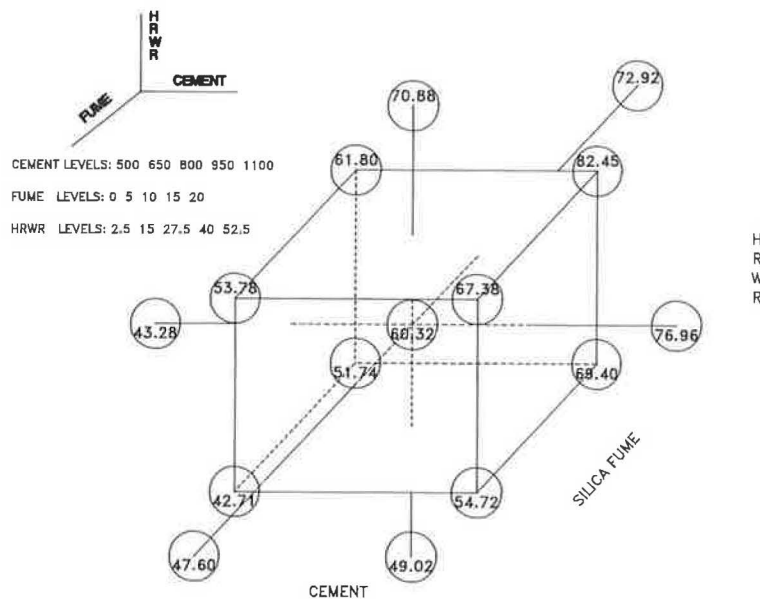 HRWR
CEMENT
FUME
CEMENT LEVELS: 500 650 800 950 1100
FUME LEVELS: 0 5 10 15 20
HRWR LEVELS: 2.5 15 27.5 40 52.5
72.92
70.88
61.80
82.45
53.78
67.38
43.28
60.32
76.96
51.74
69.40
42.71
54.72
47.60
49.02
SILICA FUME
CEMENT
H
R
W
R